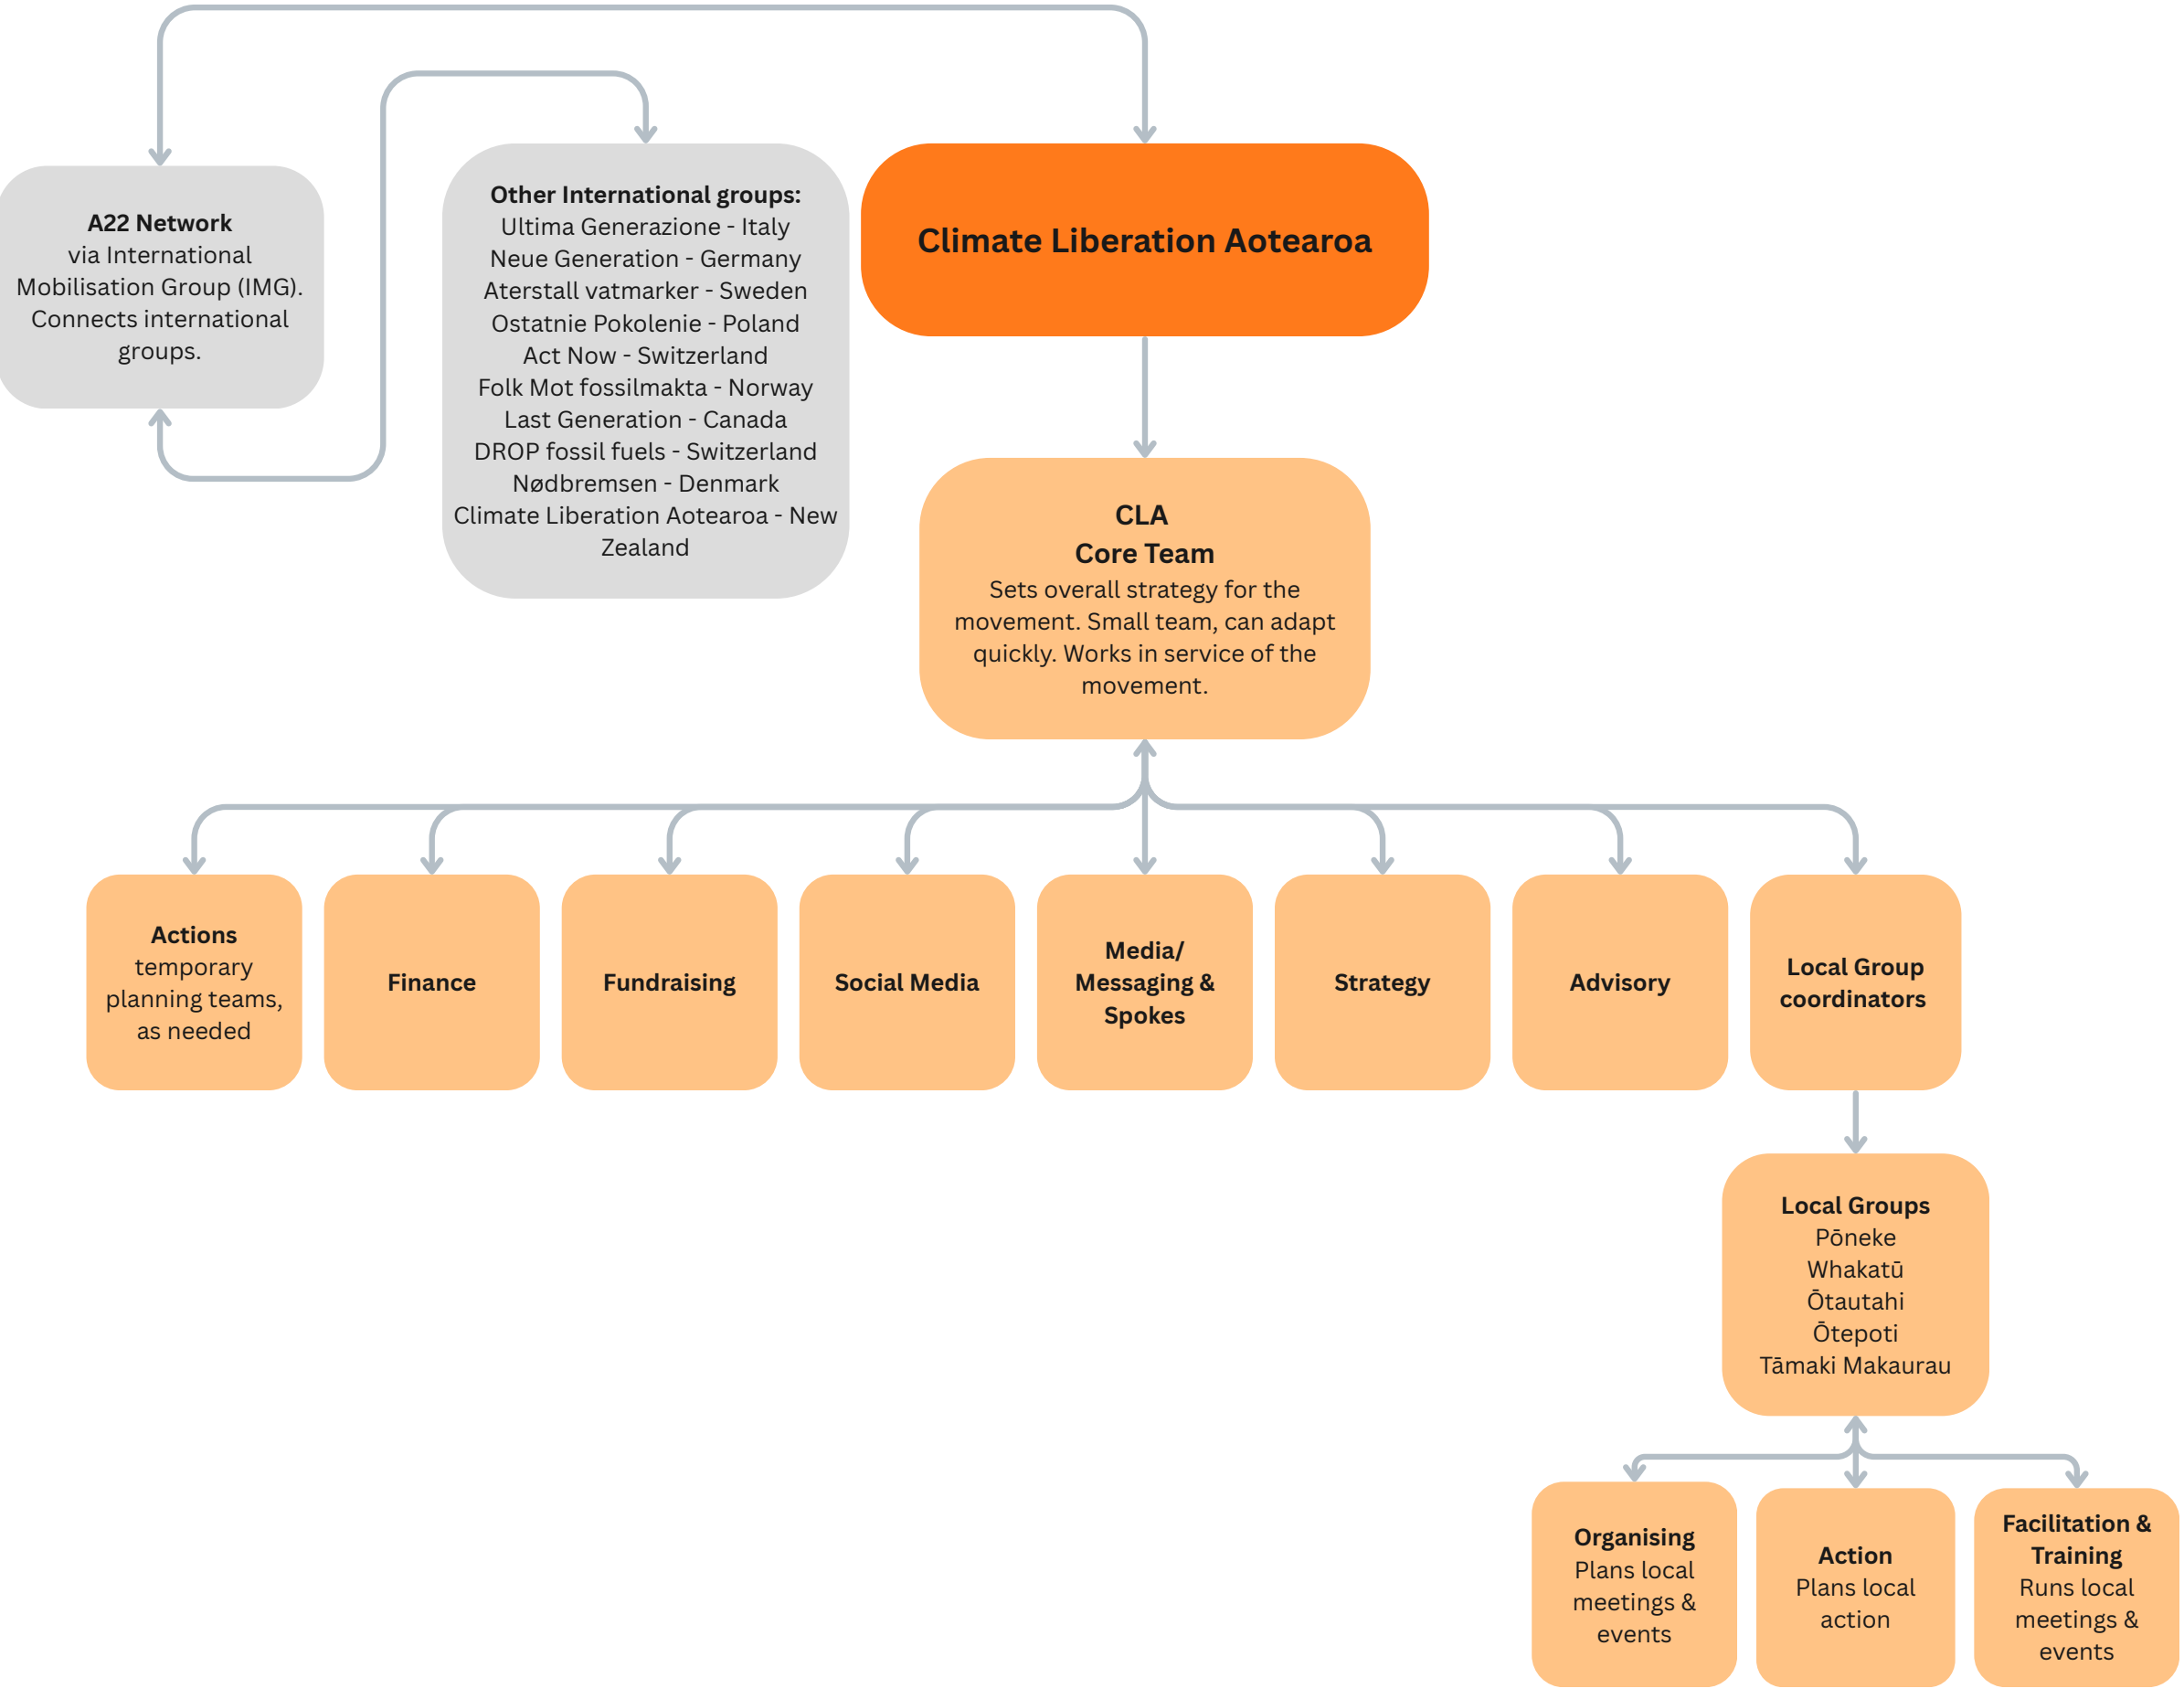 A22 Network
via International
Mobilisation Group (IMG).
Connects international
groups.
Other International groups:
Ultima Generazione - Italy
Neue Generation - Germany
Aterstall vatmarker - Sweden
Ostatnie Pokolenie - Poland
Act Now - Switzerland
Folk Mot fossilmakta - Norway
Last Generation - Canada
DROP fossil fuels - Switzerland
Nødbremsen - Denmark
Climate Liberation Aotearoa - New
Zealand
Climate Liberation Aotearoa
CLA
Core Team
Sets overall strategy for the
movement. Small team, can adapt
quickly. Works in service of the
movement.
Actions
temporary
planning teams,
as needed
Finance
Fundraising
Social Media
Media/
Messaging &
Spokes
Strategy
Advisory
Local Group
coordinators
Local Groups
Pōneke
Whakatū
Ōtautahi
Ōtepoti
Tāmaki Makaurau
Organising
Plans local
meetings &
events
Action
Plans local
action
Facilitation &
Training
Runs local
meetings &
events